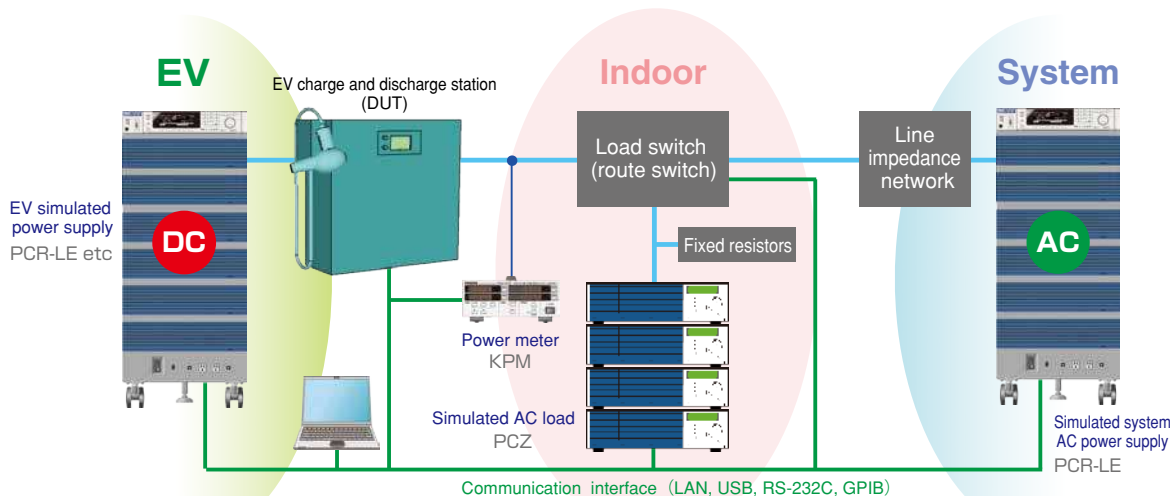 EV
Indoor
System
EV charge and discharge station
(DUT)
Load switch
(route switch)
Line
impedance
network
EV simulated
power supply
PCR-LE etc
DC
AC
Fixed resistors
Power meter
KPM
Simulated AC load
PCZ
Simulated system
AC power supply
PCR-LE
Communication interface (LAN, USB, RS-232C, GPIB)